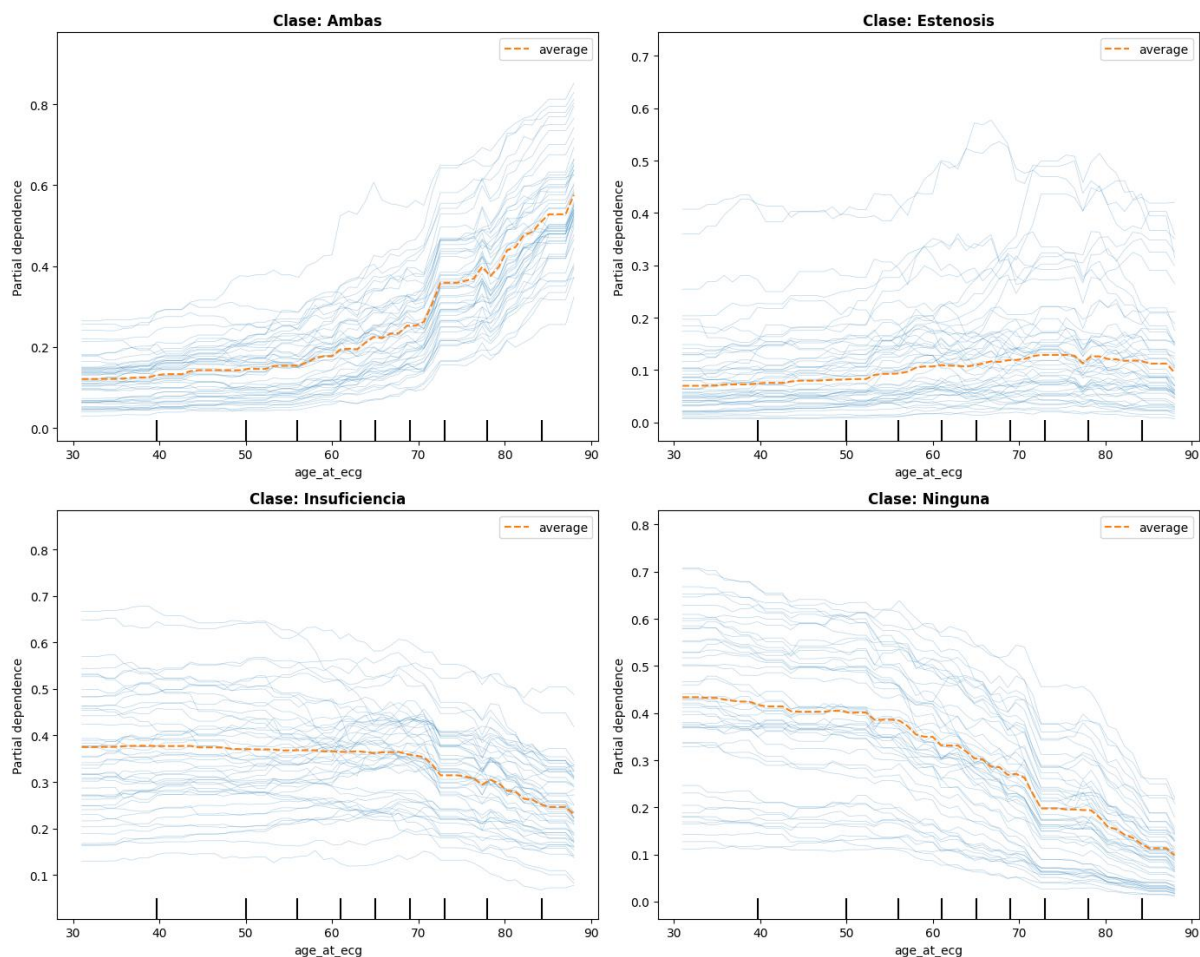 Clase: Ambas
average
Partial dependence
0.8
0.6
0.4
0.2
0.0
30 40 50 60 70 80 90
age_at_ecg
Clase: Estenosis
average
Partial dependence
0.7
0.6
0.5
0.4
0.3
0.2
0.1
0.0
30 40 50 60 70 80 90
age_at_ecg
Clase: Insuficiencia
average
Partial dependence
0.8
0.7
0.6
0.5
0.4
0.3
0.2
0.1
30 40 50 60 70 80 90
age_at_ecg
Clase: Ninguna
average
Partial dependence
0.8
0.7
0.6
0.5
0.4
0.3
0.2
0.1
0.0
30 40 50 60 70 80 90
age_at_ecg